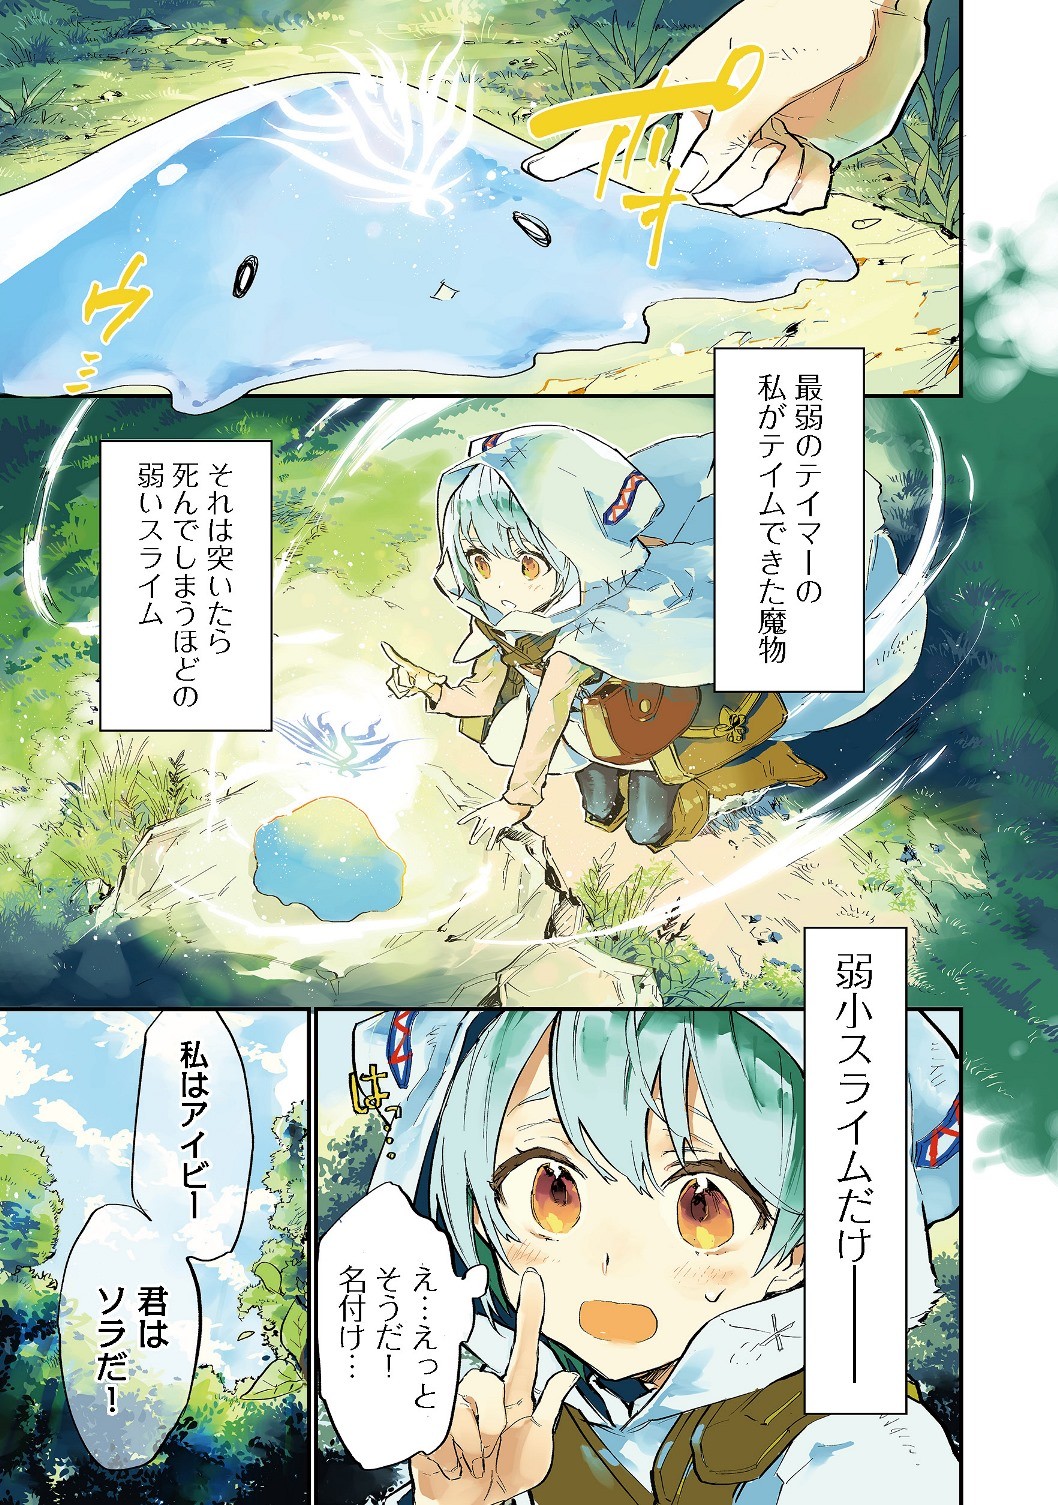 ポす
ウミ
最弱のテイマーの
私がテイムできた魔物
それは突いたら
死んでしまうほどの
弱いスライム
弱小スライムだけ――
はっ…
え…えっと
そうだ！
名付け…
私はアイビー
君は
ソラだ！